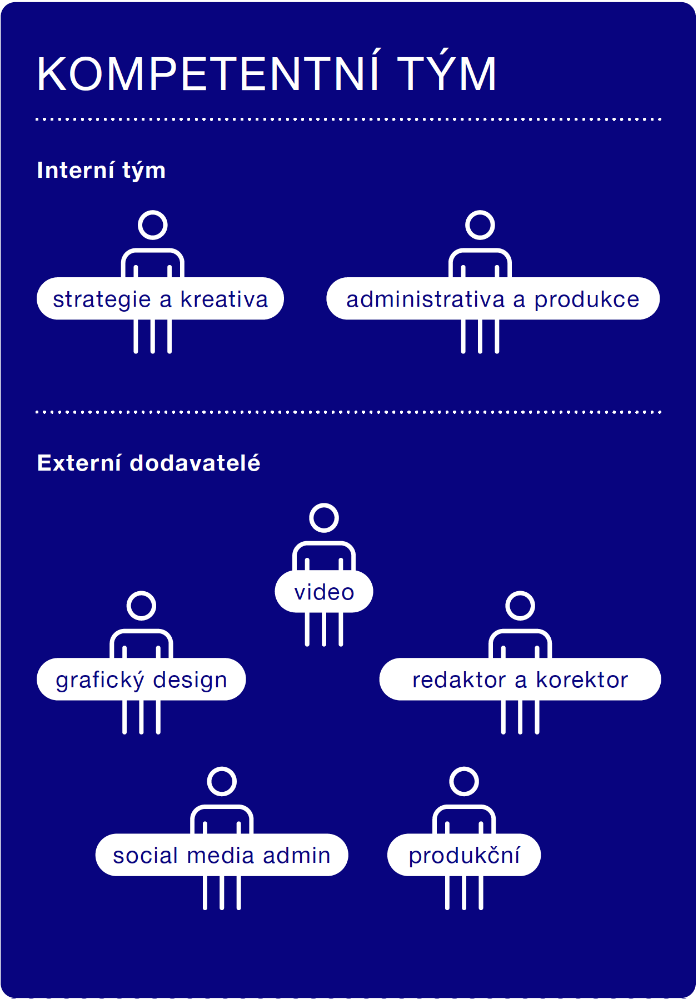 KOMPETENTNÍ TÝM
Interní tým
strategie a kreativa
administrativa a produkce
Externí dodavatelé
video
grafický design
redaktor a korektor
social media admin
produkční